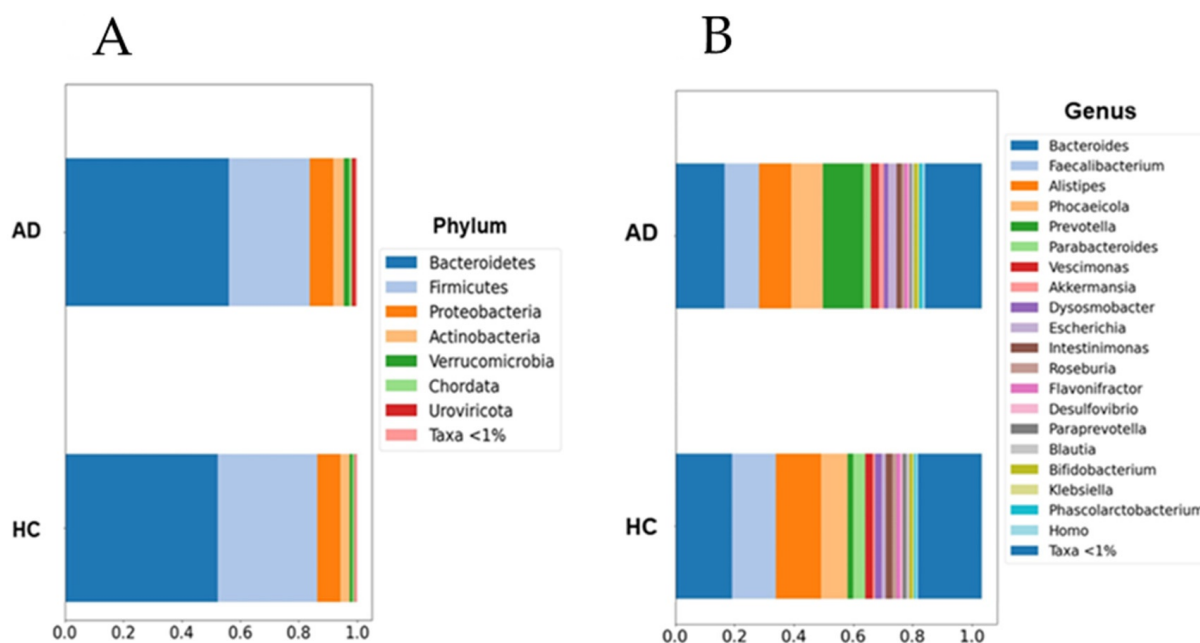 A
AD
HC
0.0 0.2 0.4 0.6 0.8 1.0
Phylum
Bacteroidetes
Firmicutes
Proteobacteria
Actinobacteria
Verrucomicrobia
Chordata
Uroviricota
Taxa <1%
B
AD
HC
0.0 0.2 0.4 0.6 0.8 1.0
Genus
Bacteroides
Faecalibacterium
Alistipes
Phocaeicola
Prevotella
Parabacteroides
Vescimonas
Akkermansia
Dysosmobacter
Escherichia
Intestinimonas
Roseburia
Flavonifractor
Desulfovibrio
Paraprevotella
Blautia
Bifidobacterium
Klebsiella
Phascolarctobacterium
Homo
Taxa <1%